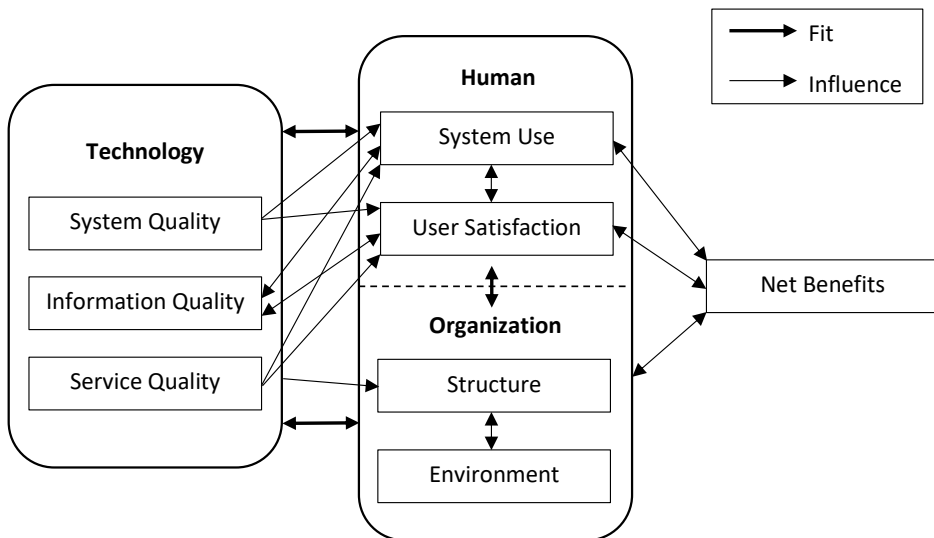 Fit
Influence
Human
System Use
User Satisfaction
Technology
System Quality
Information Quality
Service Quality
Organization
Structure
Environment
Net Benefits